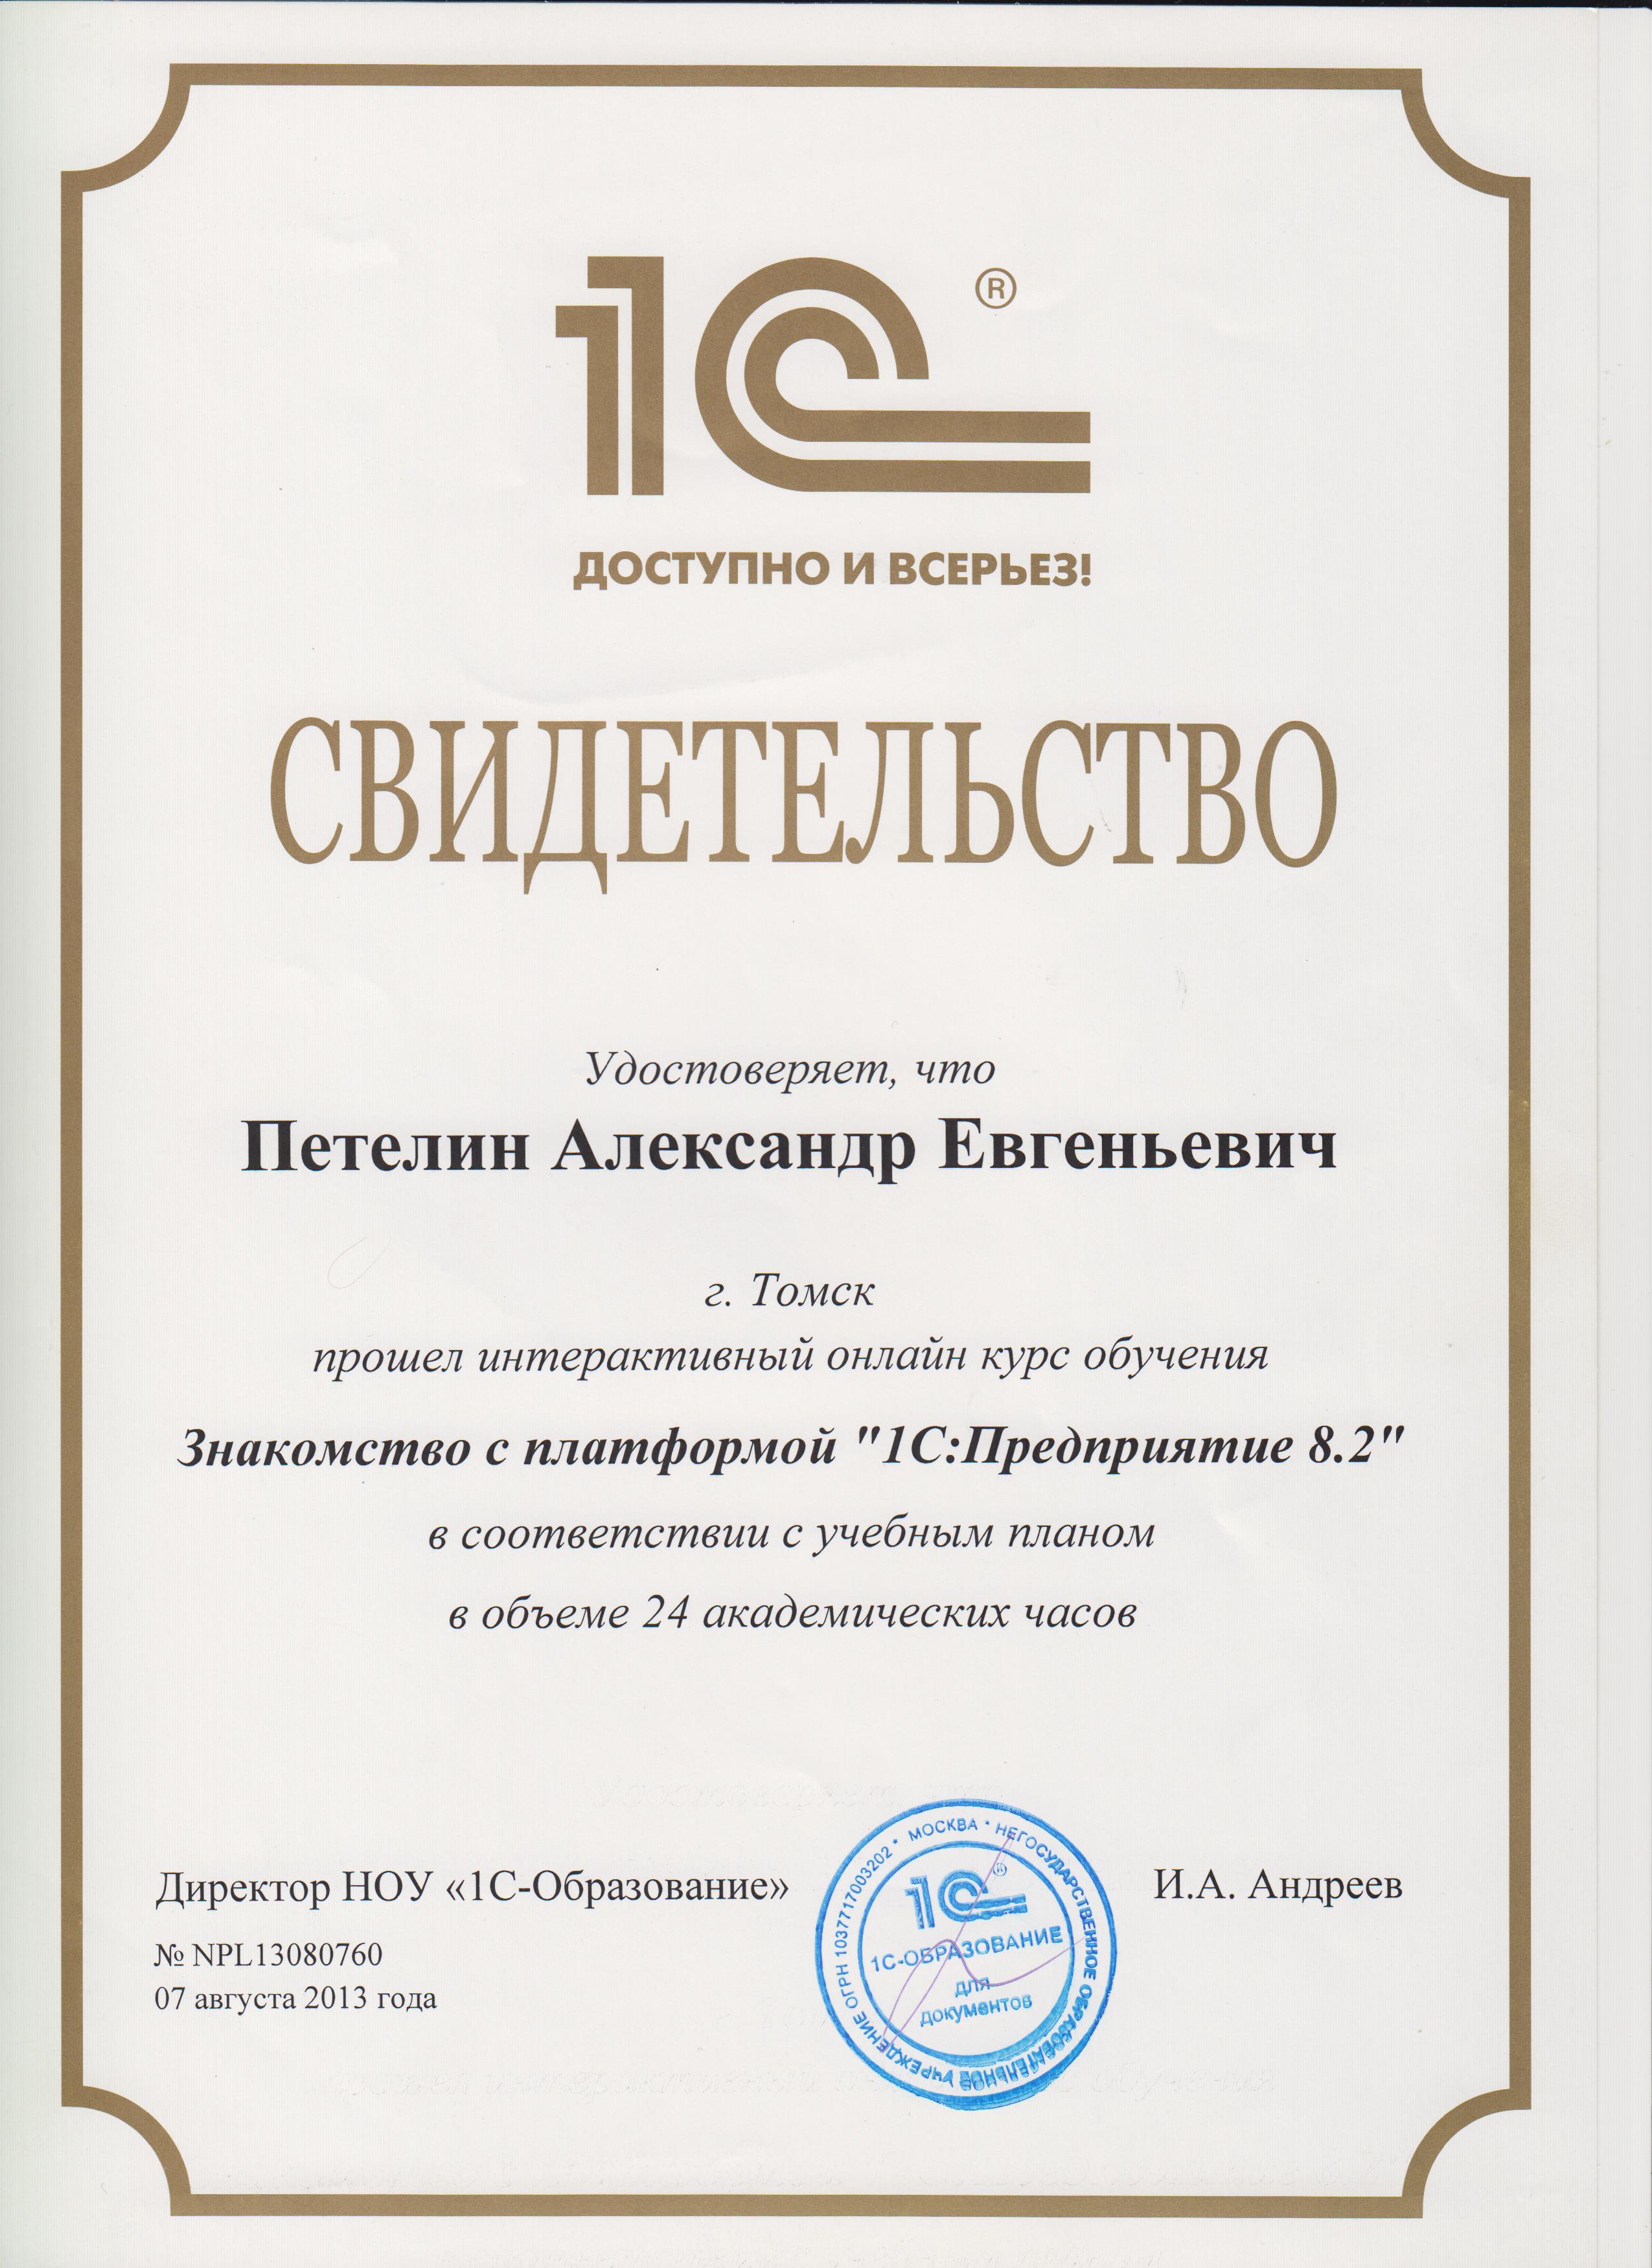 1С ®
ДОСТУПНО И ВСЕРЬЕЗ!
СВИДЕТЕЛЬСТВО
Удостоверяет, что
Петелин Александр Евгеньевич
г. Томск
прошел интерактивный онлайн курс обучения
Знакомство с платформой "1С:Предприятие 8.2"
в соответствии с учебным планом
в объеме 24 академических часов
Директор НОУ «1С-Образование»
И.А. Андреев
№ NPL13080760
07 августа 2013 года
* МОСКВА * НЕГОСУДАРСТВЕННОЕ ОБРАЗОВАТЕЛЬНОЕ УЧРЕЖДЕНИЕ ОГРН 1037717003202
1С ®
1С-ОБРАЗОВАНИЕ
для
документов